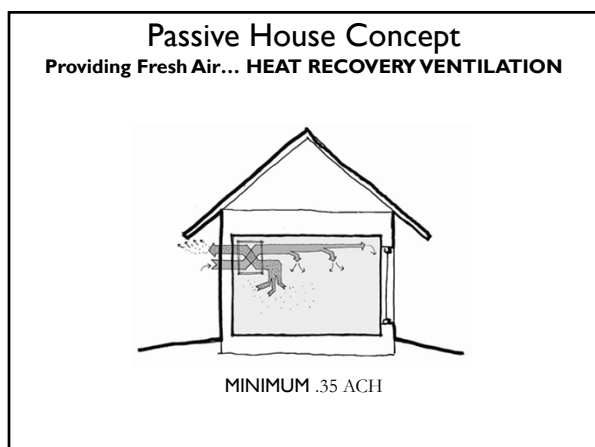 Passive House Concept
Providing Fresh Air... HEAT RECOVERY VENTILATION
MINIMUM .35 ACH